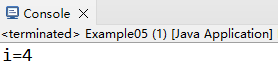 Console
<terminated> Example05 (1) [Java Application]
i=4